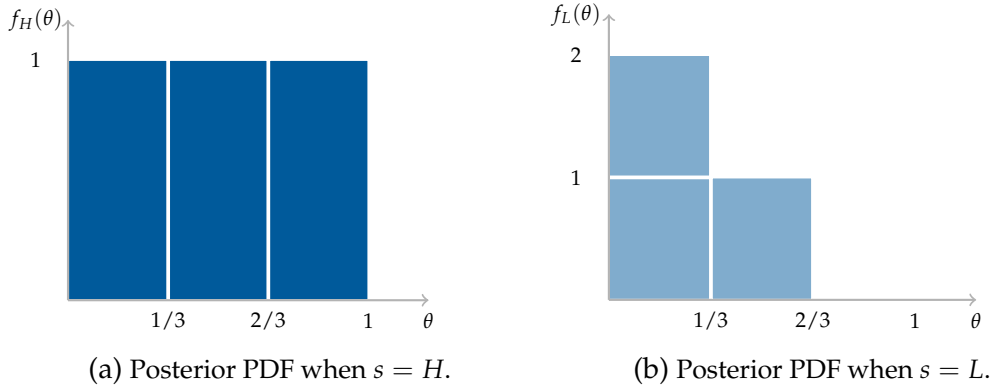 f_H(θ)
1
1/3 2/3 1 θ
(a) Posterior PDF when s = H.
f_L(θ)
2
1
1/3 2/3 1 θ
(b) Posterior PDF when s = L.